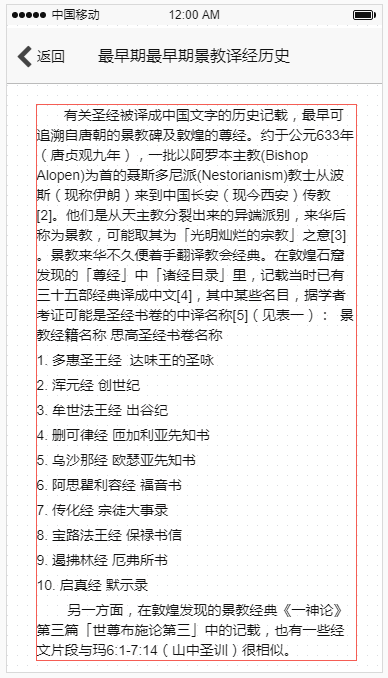 中国移动 12:00 AM
返回 最早期最早期景教译经历史
有关圣经被译成中国文字的历史记载，最早可
追溯自唐朝的景教碑及敦煌的尊经。约于公元633年
（唐贞观九年），一批以阿罗本主教(Bishop
Alopen)为首的聂斯多尼派(Nestorianism)教士从波
斯（现称伊朗）来到中国长安（现今西安）传教
[2]。他们是从天主教分裂出来的异端派别，来华后
称为景教，可能取其为「光明灿烂的宗教」之意[3]
。景教来华不久便着手翻译教会经典。在敦煌石窟
发现的「尊经」中「诸经目录」里，记载当时已有
三十五部经典译成中文[4]，其中某些名目，据学者
考证可能是圣经书卷的中译名称[5]（见表一）： 景
教经籍名称 思高圣经书卷名称
1. 多惠圣王经 达味王的圣咏
2. 浑元经 创世纪
3. 牟世法王经 出谷纪
4. 删可律经 匝加利亚先知书
5. 乌沙那经 欧瑟亚先知书
6. 阿思瞿利容经 福音书
7. 传化经 宗徒大事录
8. 宝路法王经 保禄书信
9. 遏拂林经 厄弗所书
10. 启真经 默示录
另一方面，在敦煌发现的景教经典《一神论》
第三篇「世尊布施论第三」中的记载，也有一些经
文片段与玛6:1-7:14（山中圣训）很相似。